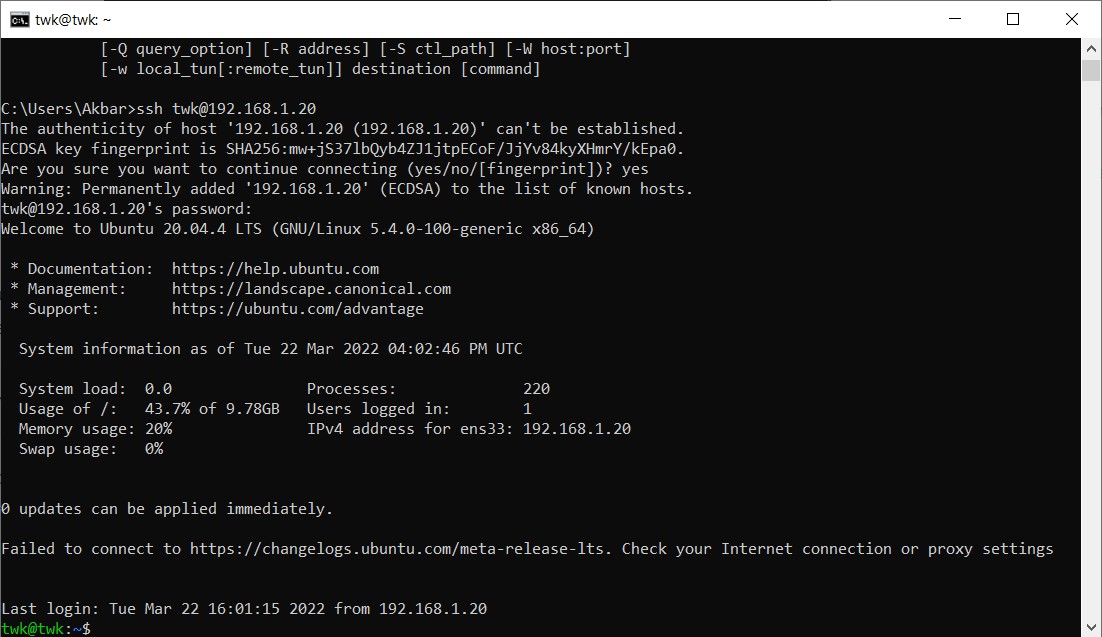 twk@twk: ~
[-Q query_option] [-R address] [-S ctl_path] [-W host:port]
[-w local_tun[:remote_tun]] destination [command]
C:\Users\Akbar>ssh twk@192.168.1.20
The authenticity of host '192.168.1.20 (192.168.1.20)' can't be established.
ECDSA key fingerprint is SHA256:mw+jS37lbQyb4ZJ1jtpECoF/JjYv84kyXHmrY/kEpa0.
Are you sure you want to continue connecting (yes/no/[fingerprint])? yes
Warning: Permanently added '192.168.1.20' (ECDSA) to the list of known hosts.
twk@192.168.1.20's password:
Welcome to Ubuntu 20.04.4 LTS (GNU/Linux 5.4.0-100-generic x86_64)
* Documentation:  https://help.ubuntu.com
* Management:     https://landscape.canonical.com
* Support:        https://ubuntu.com/advantage
System information as of Tue 22 Mar 2022 04:02:46 PM UTC
System load:  0.0               Processes:              220
Usage of /:   43.7% of 9.78GB   Users logged in:        1
Memory usage: 20%               IPv4 address for ens33: 192.168.1.20
Swap usage:   0%
0 updates can be applied immediately.
Failed to connect to https://changelogs.ubuntu.com/meta-release-lts. Check your Internet connection or proxy settings
Last login: Tue Mar 22 16:01:15 2022 from 192.168.1.20
twk@twk:~$